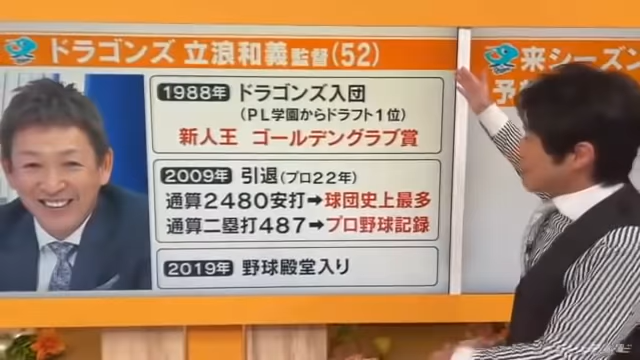 ドラゴンズ 立浪和義監督(52)
1988年 ドラゴンズ入団
(PL学園からドラフト1位)
新人王 ゴールデングラブ賞
2009年 引退(プロ22年)
通算2480安打➡球団史上最多
通算二塁打487➡プロ野球記録
2019年 野球殿堂入り
来シーズン
予